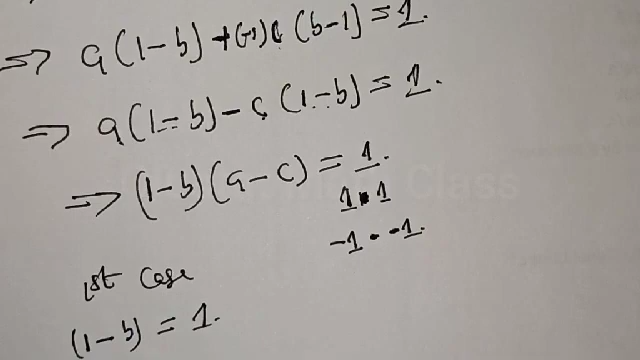 ⇒ a(1-b)+(-1)c(b-1)=1.
⇒ a(1-b)-c(1-b)=1.
⇒ (1-b)(a-c)=1.
1·1
-1·-1.
1st Case
(1-b)=1.